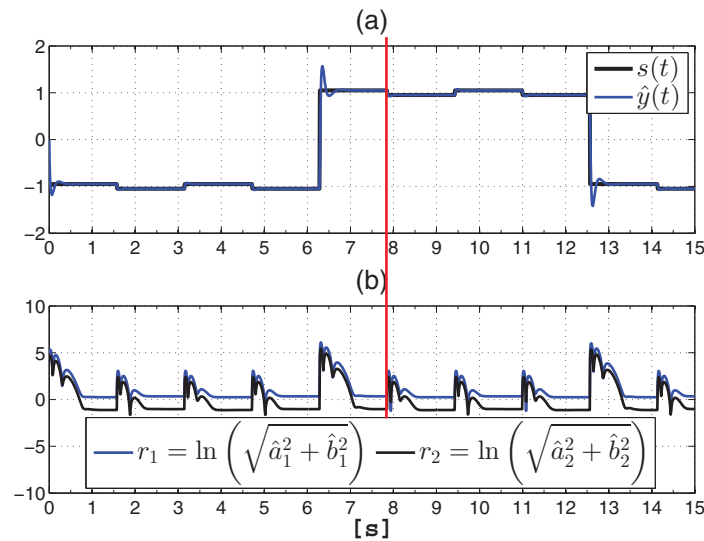 (a)
2
1
0
−1
−2
s(t)
ŷ(t)
0 1 2 3 4 5 6 7 8 9 10 11 12 13 14 15
(b)
10
5
0
−5
−10
r₁ = ln (√(â₁² + b̂₁²)) r₂ = ln (√(â₂² + b̂₂²))
0 1 2 3 4 5 6 7 8 9 10 11 12 13 14 15
[s]